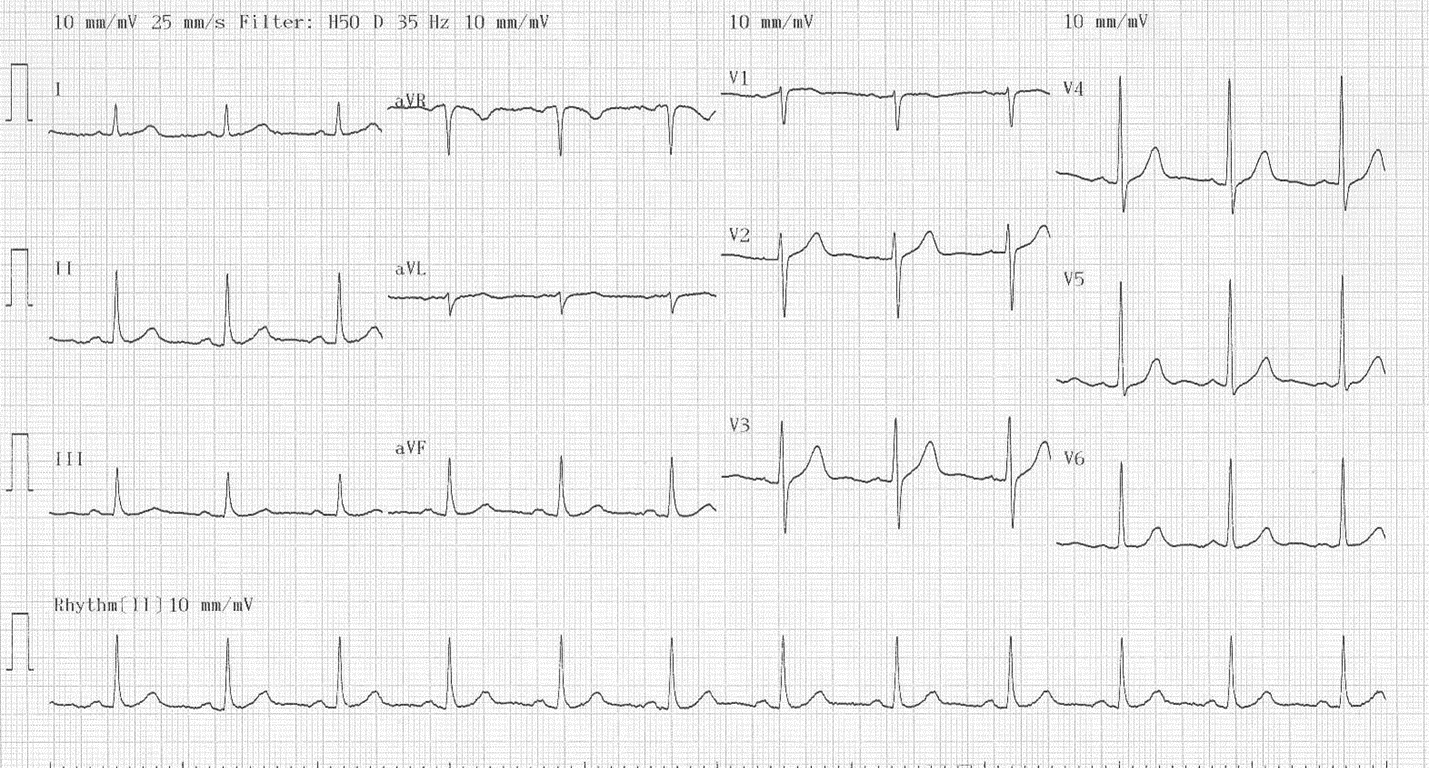 10 mm/mV 25 mm/s Filter: H50 D 35 Hz 10 mm/mV 10 mm/mV 10 mm/mV
I
aVR
V1
V4
II
aVL
V2
V5
III
aVF
V3
V6
Rhythm[II] 10 mm/mV